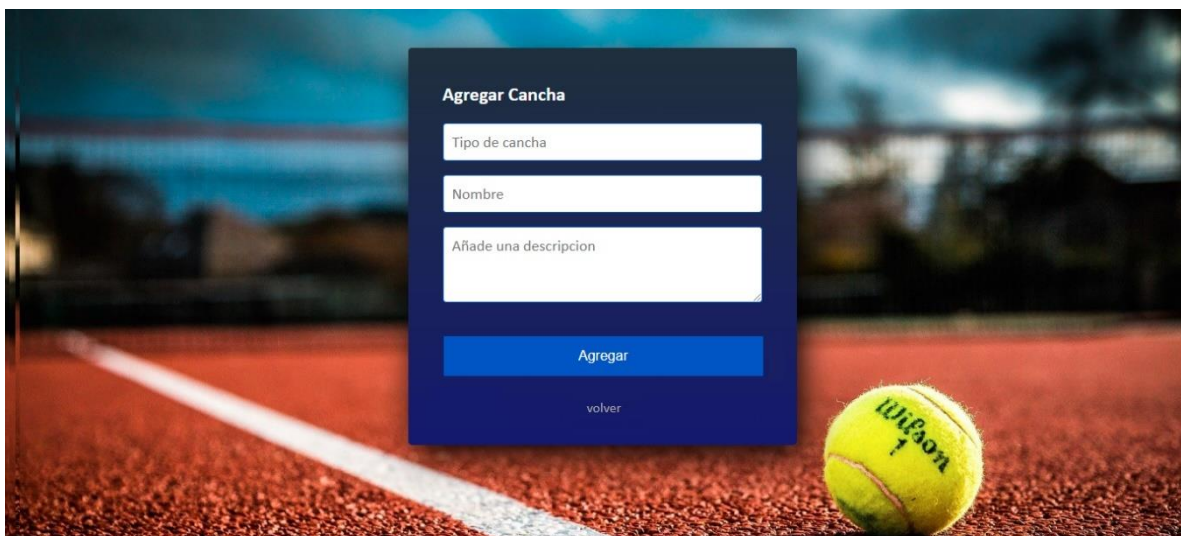 Agregar Cancha
Tipo de cancha
Nombre
Añade una descripcion
Agregar
volver
Wilson
1